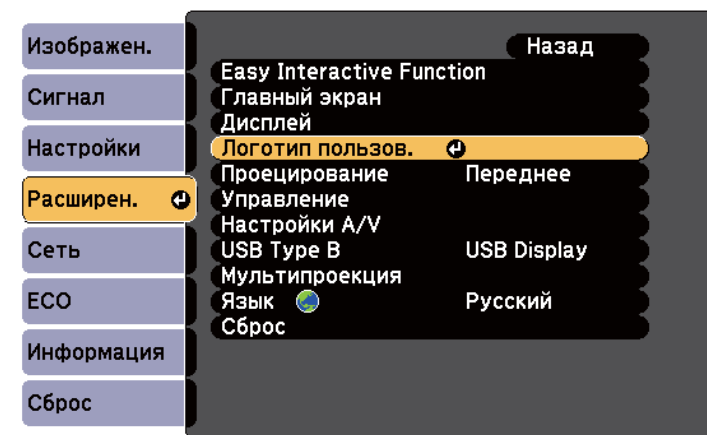 Изображен.
Сигнал
Настройки
Расширен.
Сеть
ECO
Информация
Сброс
Назад
Easy Interactive Function
Главный экран
Дисплей
Логотип пользов.
Проецирование Переднее
Управление
Настройки A/V
USB Type B USB Display
Мультипроекция
Язык Русский
Сброс